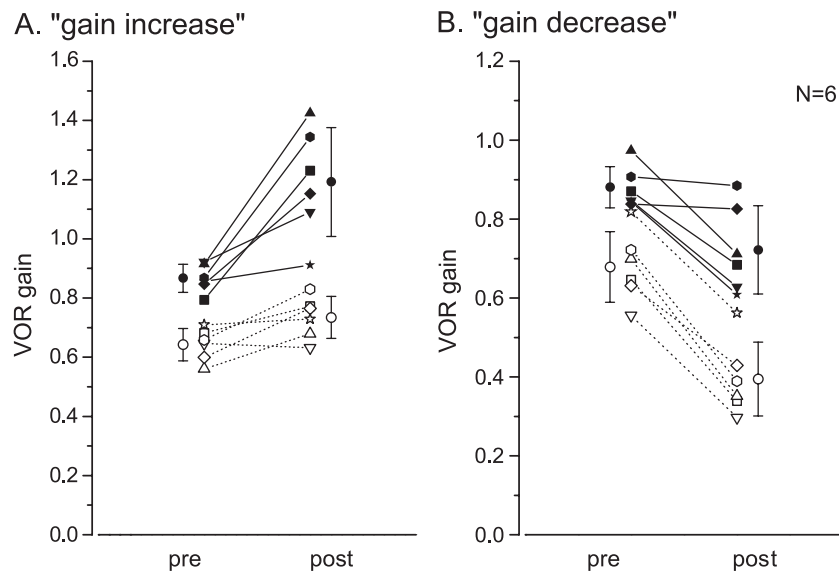 A. "gain increase"
1.6
1.4
1.2
1.0
0.8
0.6
0.4
0.2
0.0
VOR gain
pre post
B. "gain decrease"
N=6
1.2
1.0
0.8
0.6
0.4
0.2
0.0
VOR gain
pre post